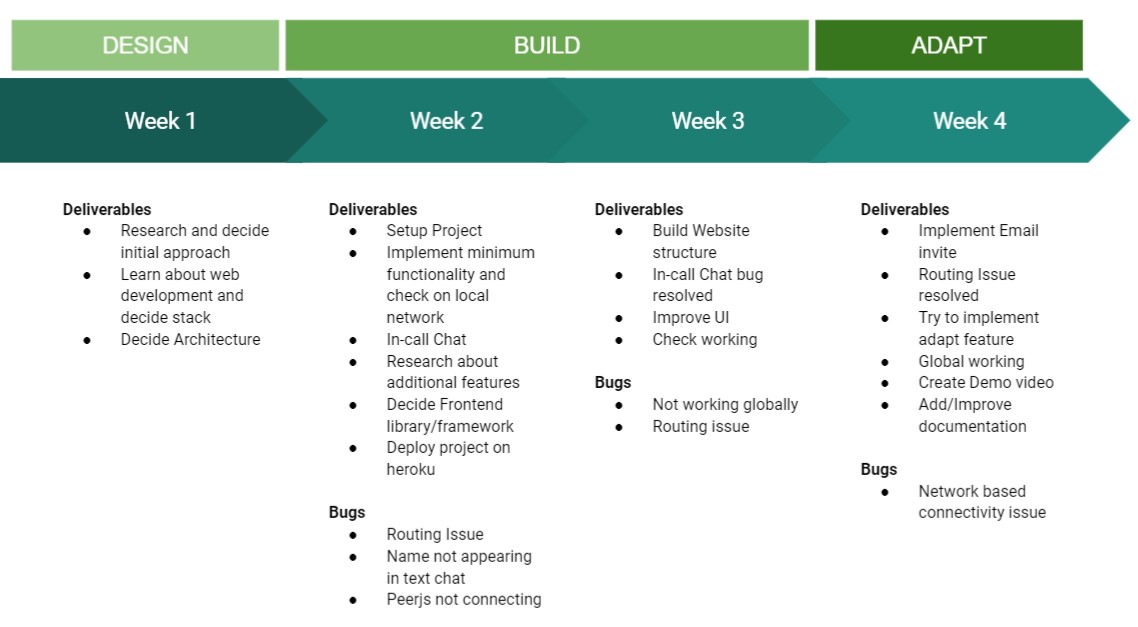 DESIGN
BUILD
ADAPT
Week 1
Week 2
Week 3
Week 4
Deliverables
● Research and decide
initial approach
● Learn about web
development and
decide stack
● Decide Architecture
Deliverables
● Setup Project
● Implement minimum
functionality and
check on local
network
● In-call Chat
● Research about
additional features
● Decide Frontend
library/framework
● Deploy project on
heroku
Bugs
● Routing Issue
● Name not appearing
in text chat
● Peerjs not connecting
Deliverables
● Build Website
structure
● In-call Chat bug
resolved
● Improve UI
● Check working
Bugs
● Not working globally
● Routing issue
Deliverables
● Implement Email
invite
● Routing Issue
resolved
● Try to implement
adapt feature
● Global working
● Create Demo video
● Add/Improve
documentation
Bugs
● Network based
connectivity issue